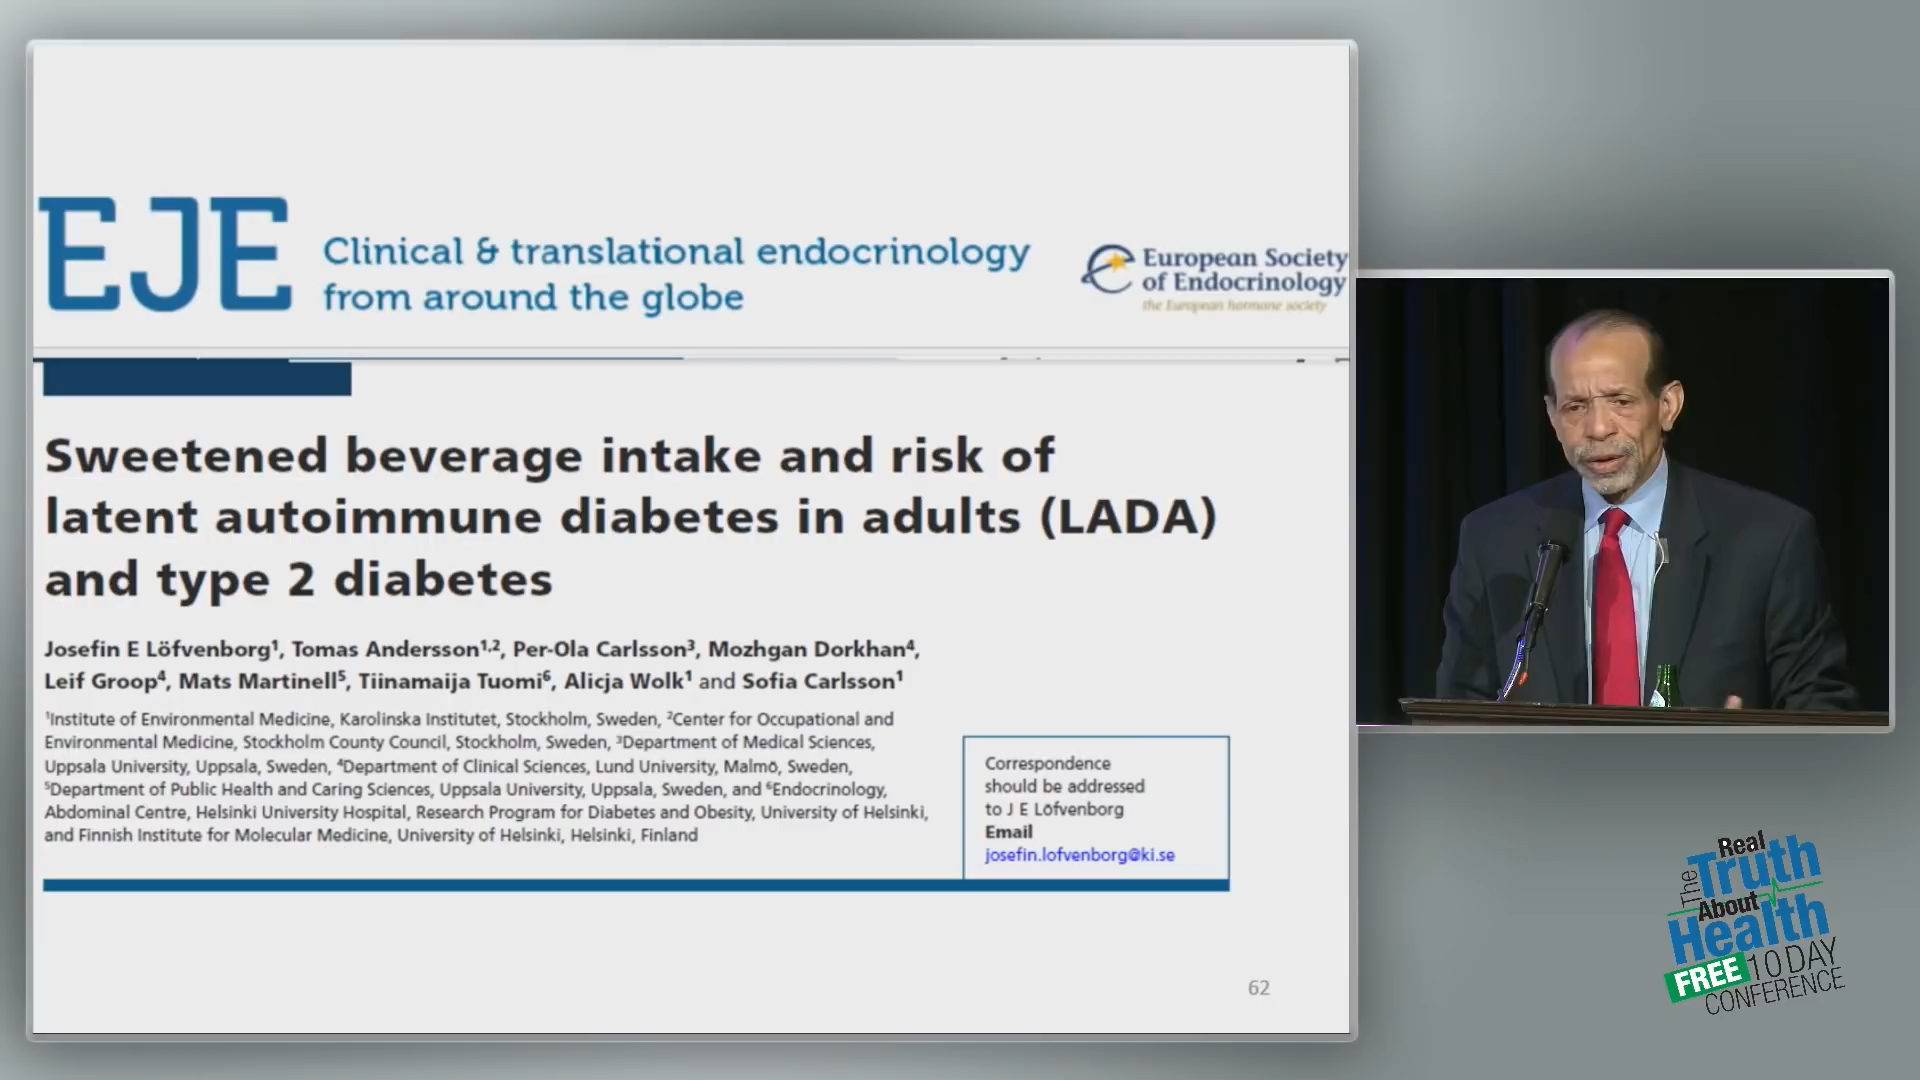 EJE
Clinical & translational endocrinology
from around the globe
European Society
of Endocrinology
the European hormone society
Sweetened beverage intake and risk of
latent autoimmune diabetes in adults (LADA)
and type 2 diabetes
Josefin E Löfvenborg¹, Tomas Andersson¹,², Per-Ola Carlsson³, Mozhgan Dorkhan⁴,
Leif Groop⁴, Mats Martinell⁵, Tiinamaija Tuomi⁶, Alicja Wolk¹ and Sofia Carlsson¹
¹Institute of Environmental Medicine, Karolinska Institutet, Stockholm, Sweden, ²Center for Occupational and
Environmental Medicine, Stockholm County Council, Stockholm, Sweden, ³Department of Medical Sciences,
Uppsala University, Uppsala, Sweden, ⁴Department of Clinical Sciences, Lund University, Malmö, Sweden,
⁵Department of Public Health and Caring Sciences, Uppsala University, Uppsala, Sweden, and ⁶Endocrinology,
Abdominal Centre, Helsinki University Hospital, Research Program for Diabetes and Obesity, University of Helsinki,
and Finnish Institute for Molecular Medicine, University of Helsinki, Helsinki, Finland
Correspondence
should be addressed
to J E Löfvenborg
Email
josefin.lofvenborg@ki.se
62
The Real
Truth
About
Health
FREE 10 DAY
CONFERENCE